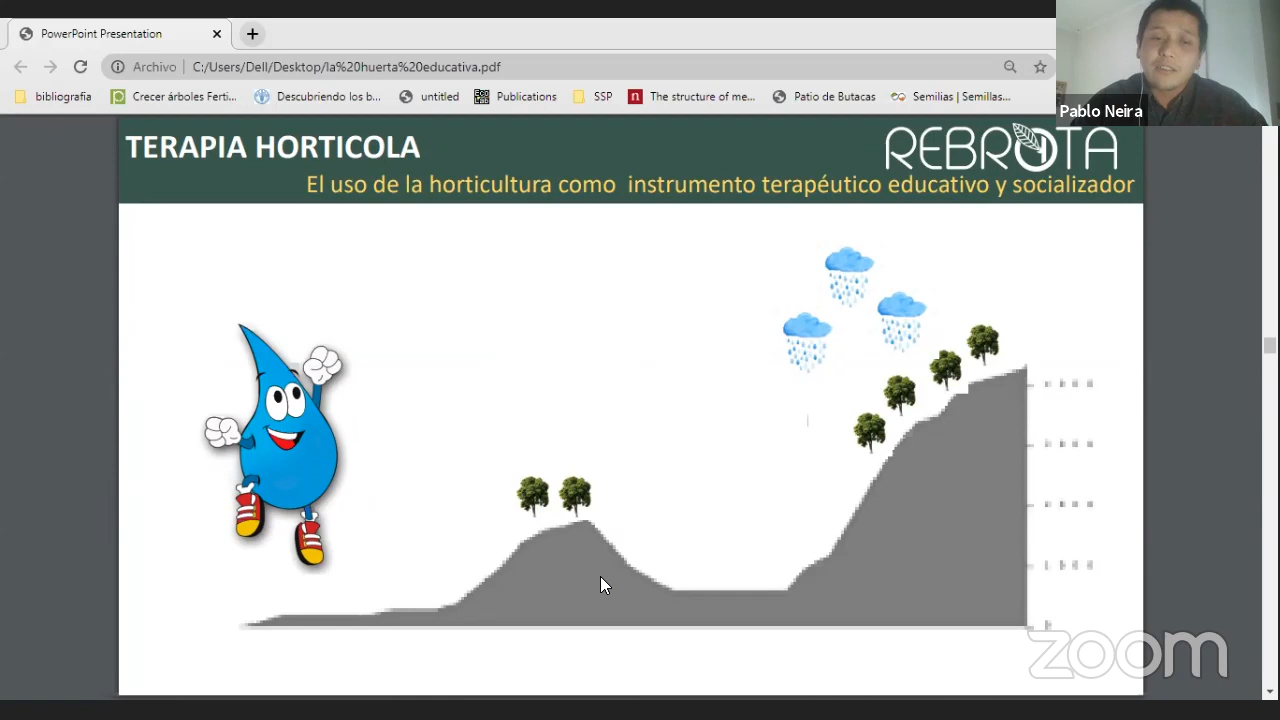 PowerPoint Presentation
Archivo | C:/Users/Dell/Desktop/la%20huerta%20educativa.pdf
bibliografia
Crecer árboles Ferti...
Descubriendo los b...
untitled
Publications
SSP
The structure of me...
Patio de Butacas
Semilias | Semillas...
Pablo Neira
TERAPIA HORTICOLA
REBROTA
El uso de la horticultura como instrumento terapéutico educativo y socializador
zoom